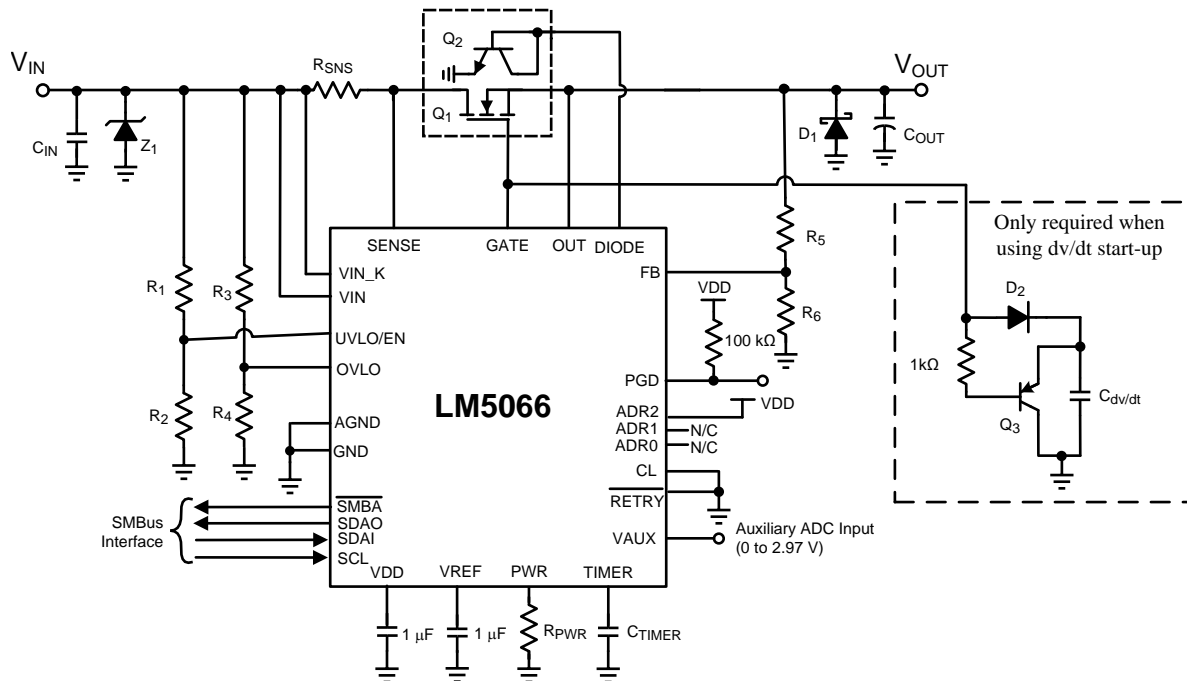 Q2
VIN
RSNS
VOUT
Q1
CIN
Z1
D1
COUT
Only required when
using dv/dt start-up
SENSE
GATE
OUT
DIODE
R5
FB
VIN_K
VIN
R1
R3
VDD
D2
R6
UVLO/EN
100 kΩ
1kΩ
OVLO
PGD
LM5066
R2
R4
ADR2
VDD
Cdv/dt
AGND
ADR1
N/C
Q3
GND
ADR0
N/C
CL
RETRY
SMBA
SMBus
Interface
SDAO
SDAI
SCL
VAUX
Auxiliary ADC Input
(0 to 2.97 V)
VDD
VREF
PWR
TIMER
1 μF
1 μF
RPWR
CTIMER